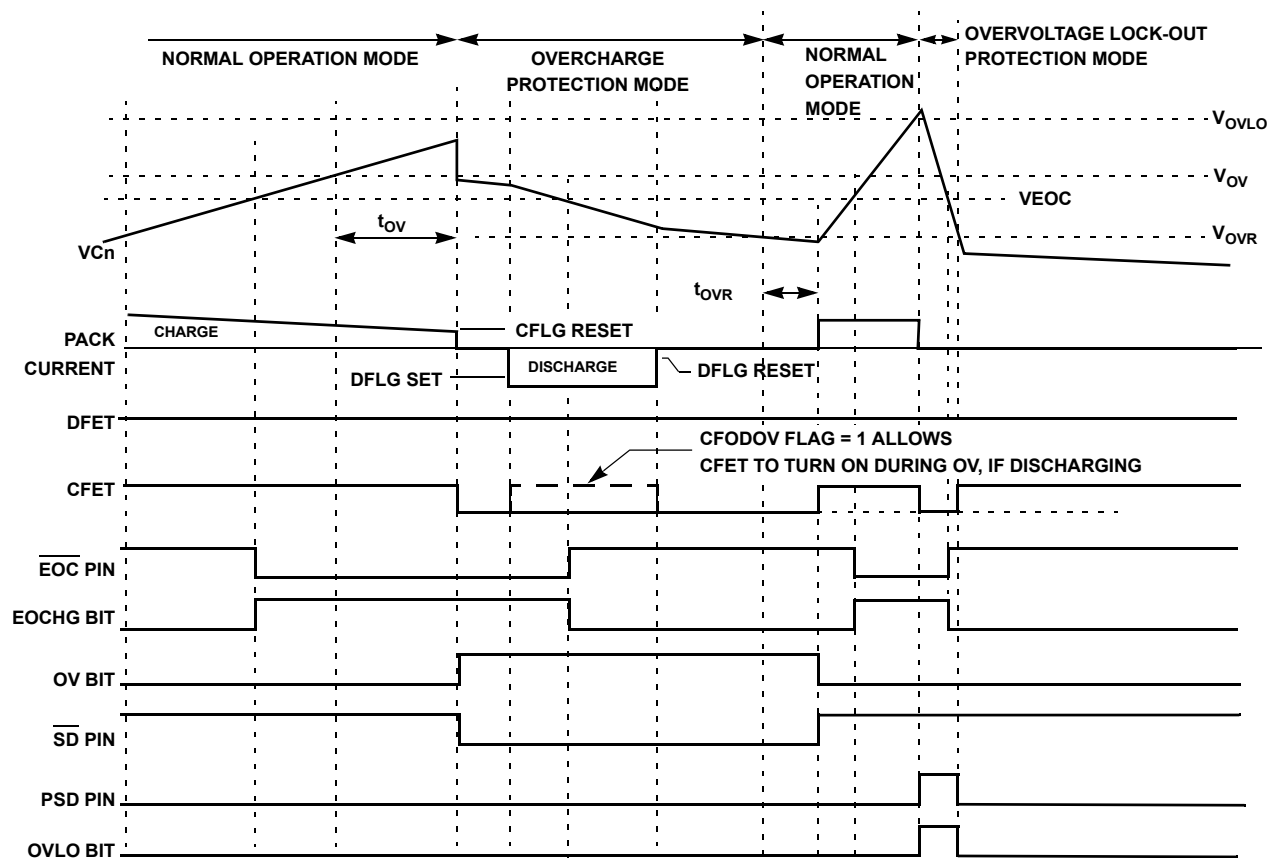 NORMAL OPERATION MODE
OVERCHARGE
PROTECTION MODE
NORMAL
OPERATION
MODE
OVERVOLTAGE LOCK-OUT
PROTECTION MODE
VOVLO
VOV
VEOC
VOVR
VCn
tOV
tOVR
PACK
CURRENT
CHARGE
CFLG RESET
DFLG SET
DISCHARGE
DFLG RESET
DFET
CFODOV FLAG = 1 ALLOWS
CFET TO TURN ON DURING OV, IF DISCHARGING
CFET
EOC PIN
EOCHG BIT
OV BIT
SD PIN
PSD PIN
OVLO BIT